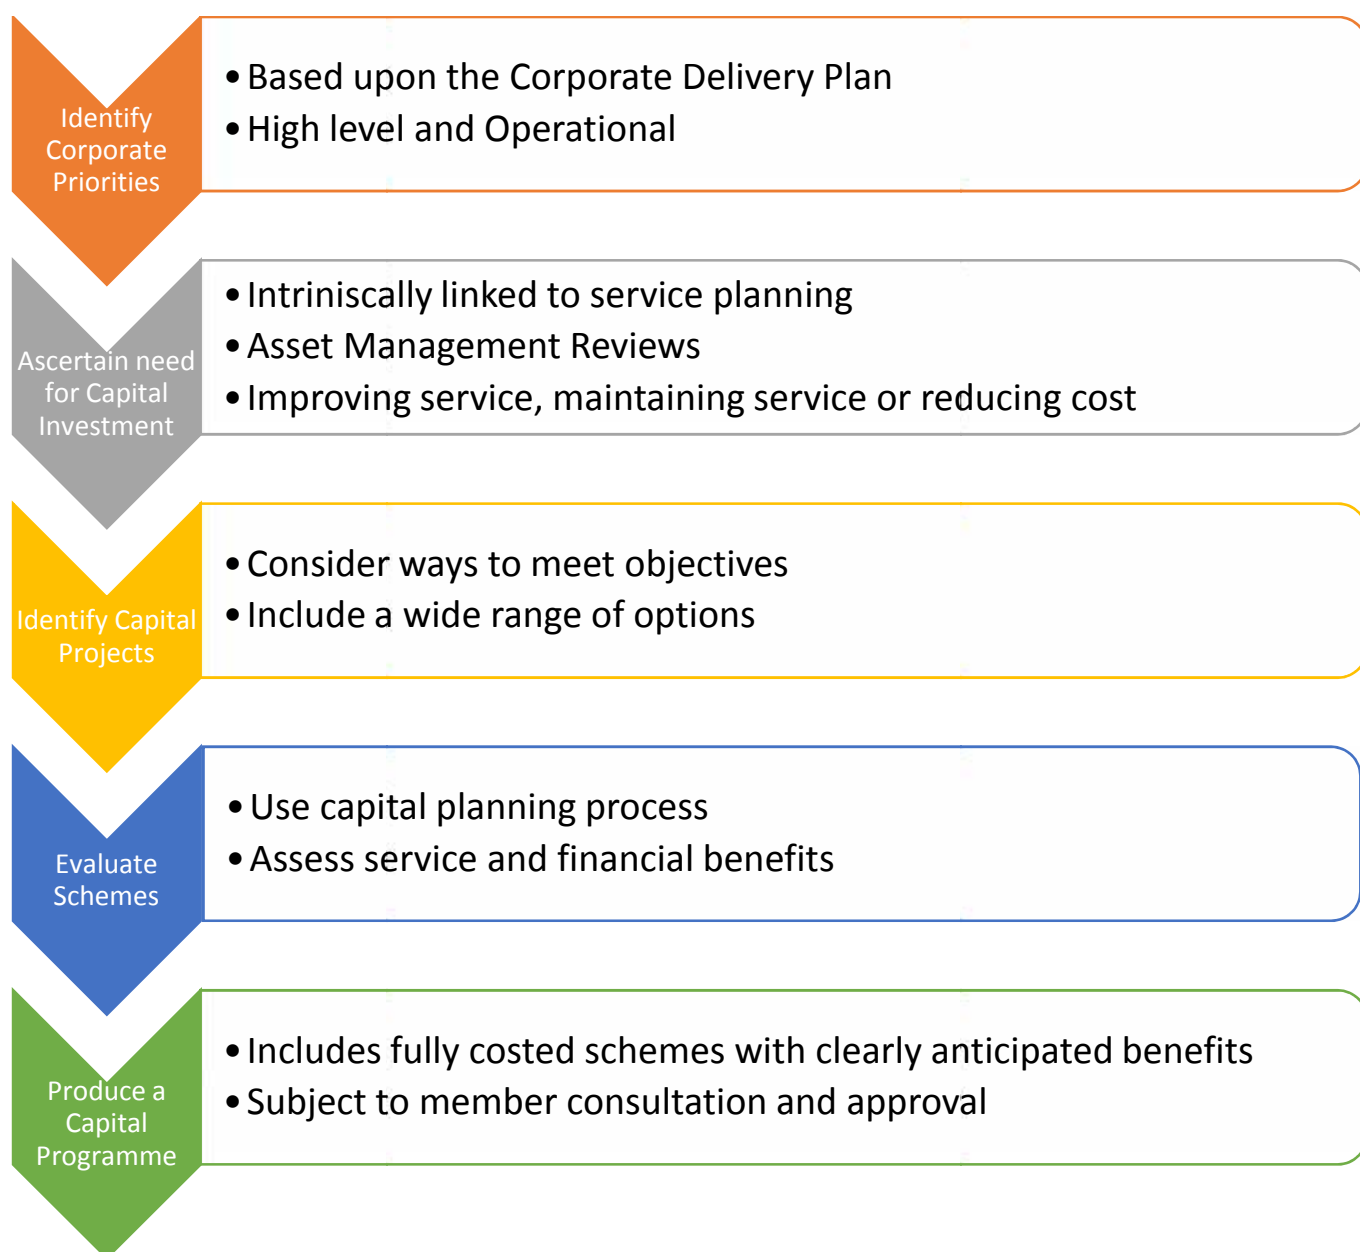 Identify
Corporate
Priorities
•Based upon the Corporate Delivery Plan
•High level and Operational
Ascertain need
for Capital
Investment
•Intriniscally linked to service planning
•Asset Management Reviews
•Improving service, maintaining service or reducing cost
Identify Capital
Projects
•Consider ways to meet objectives
•Include a wide range of options
Evaluate
Schemes
•Use capital planning process
•Assess service and financial benefits
Produce a
Capital
Programme
•Includes fully costed schemes with clearly anticipated benefits
•Subject to member consultation and approval